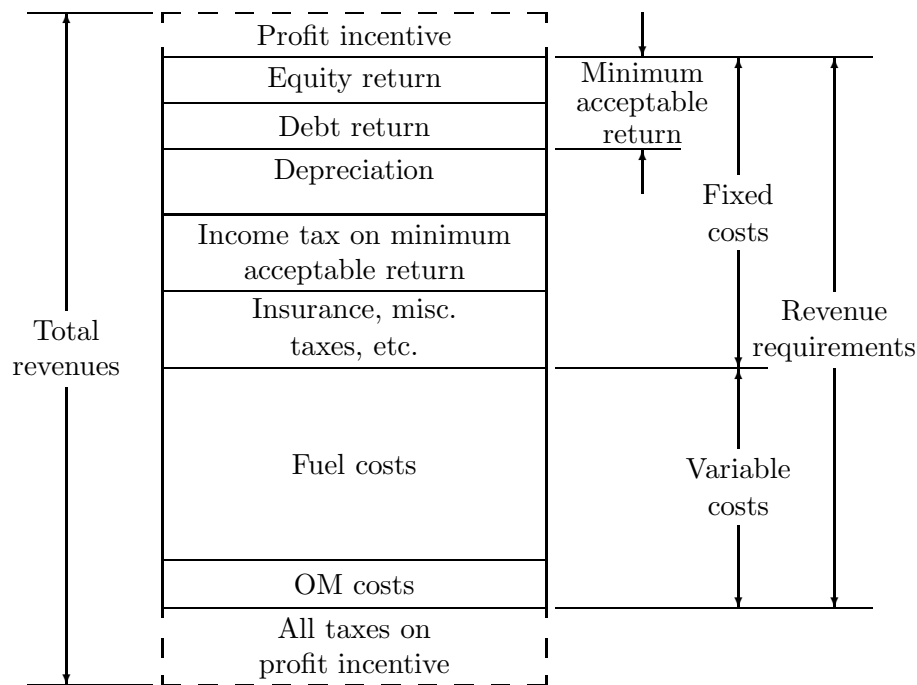 Profit incentive
Equity return
Debt return
Depreciation
Income tax on minimum
acceptable return
Insurance, misc.
taxes, etc.
Fuel costs
OM costs
All taxes on
profit incentive
Total
revenues
Minimum
acceptable
return
Fixed
costs
Variable
costs
Revenue
requirements